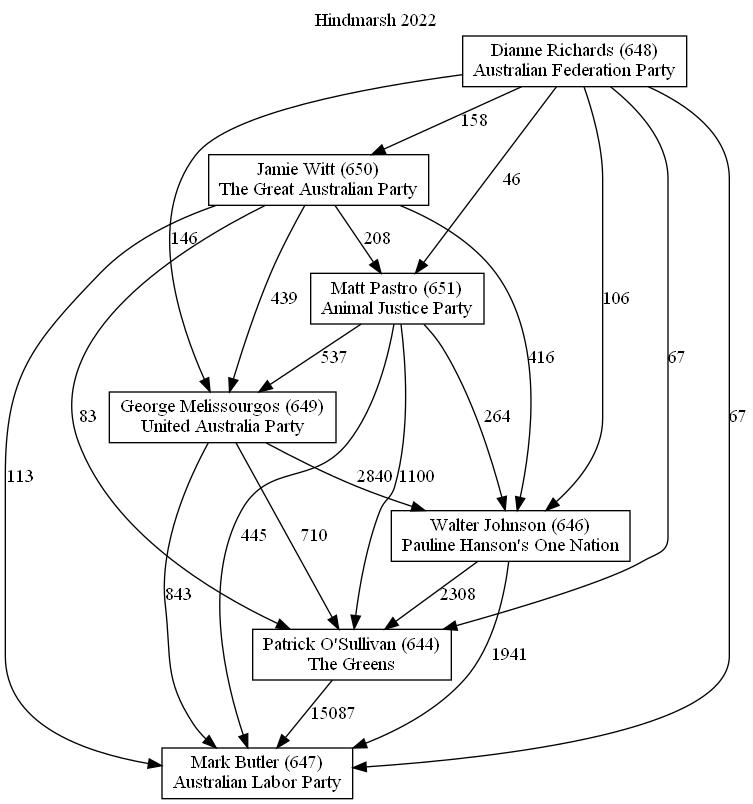 Hindmarsh 2022
Dianne Richards (648)
Australian Federation Party
158
Jamie Witt (650)
The Great Australian Party
46
146
208
439
106
Matt Pastro (651)
Animal Justice Party
537
416
67
83
264
67
George Melissourgos (649)
United Australia Party
113
2840
1100
Walter Johnson (646)
Pauline Hanson's One Nation
445
710
843
2308
Patrick O'Sullivan (644)
The Greens
1941
15087
Mark Butler (647)
Australian Labor Party